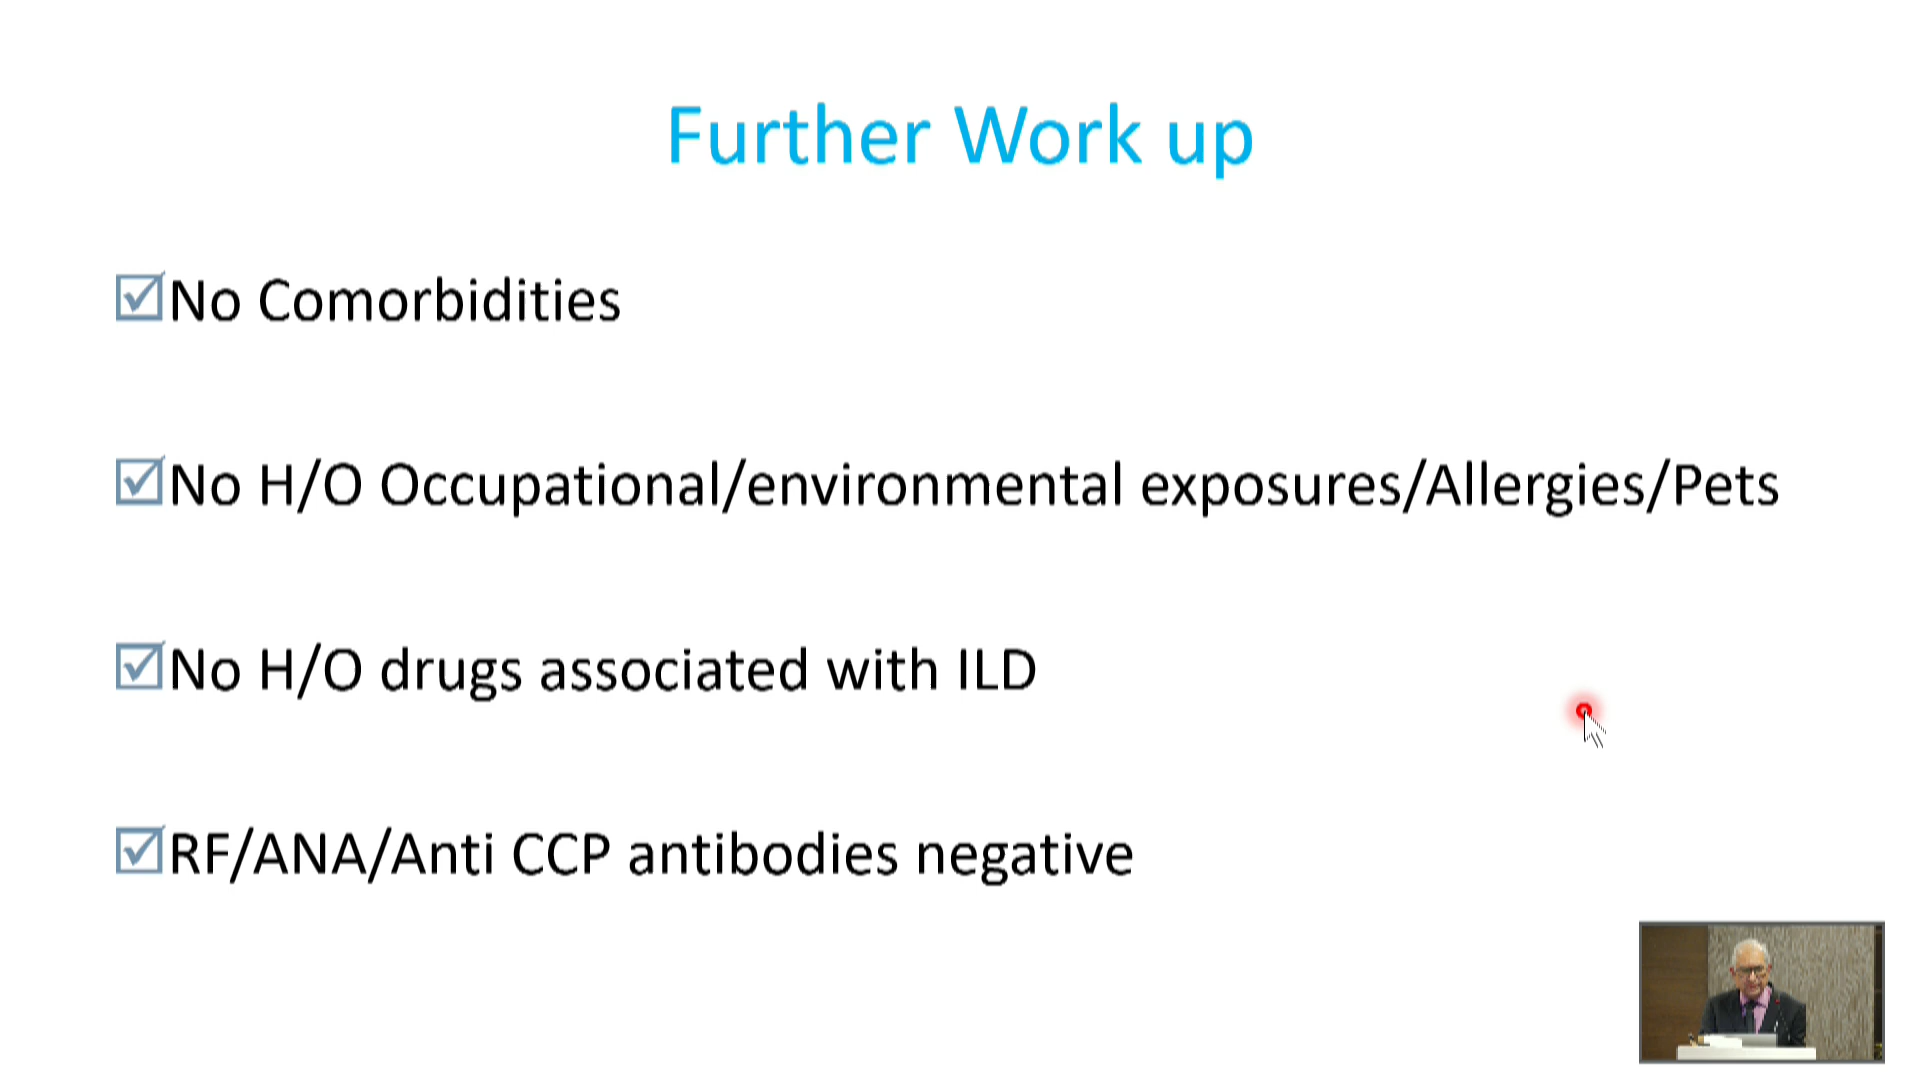 Further Work up
No Comorbidities
No H/O Occupational/environmental exposures/Allergies/Pets
No H/O drugs associated with ILD
RF/ANA/Anti CCP antibodies negative